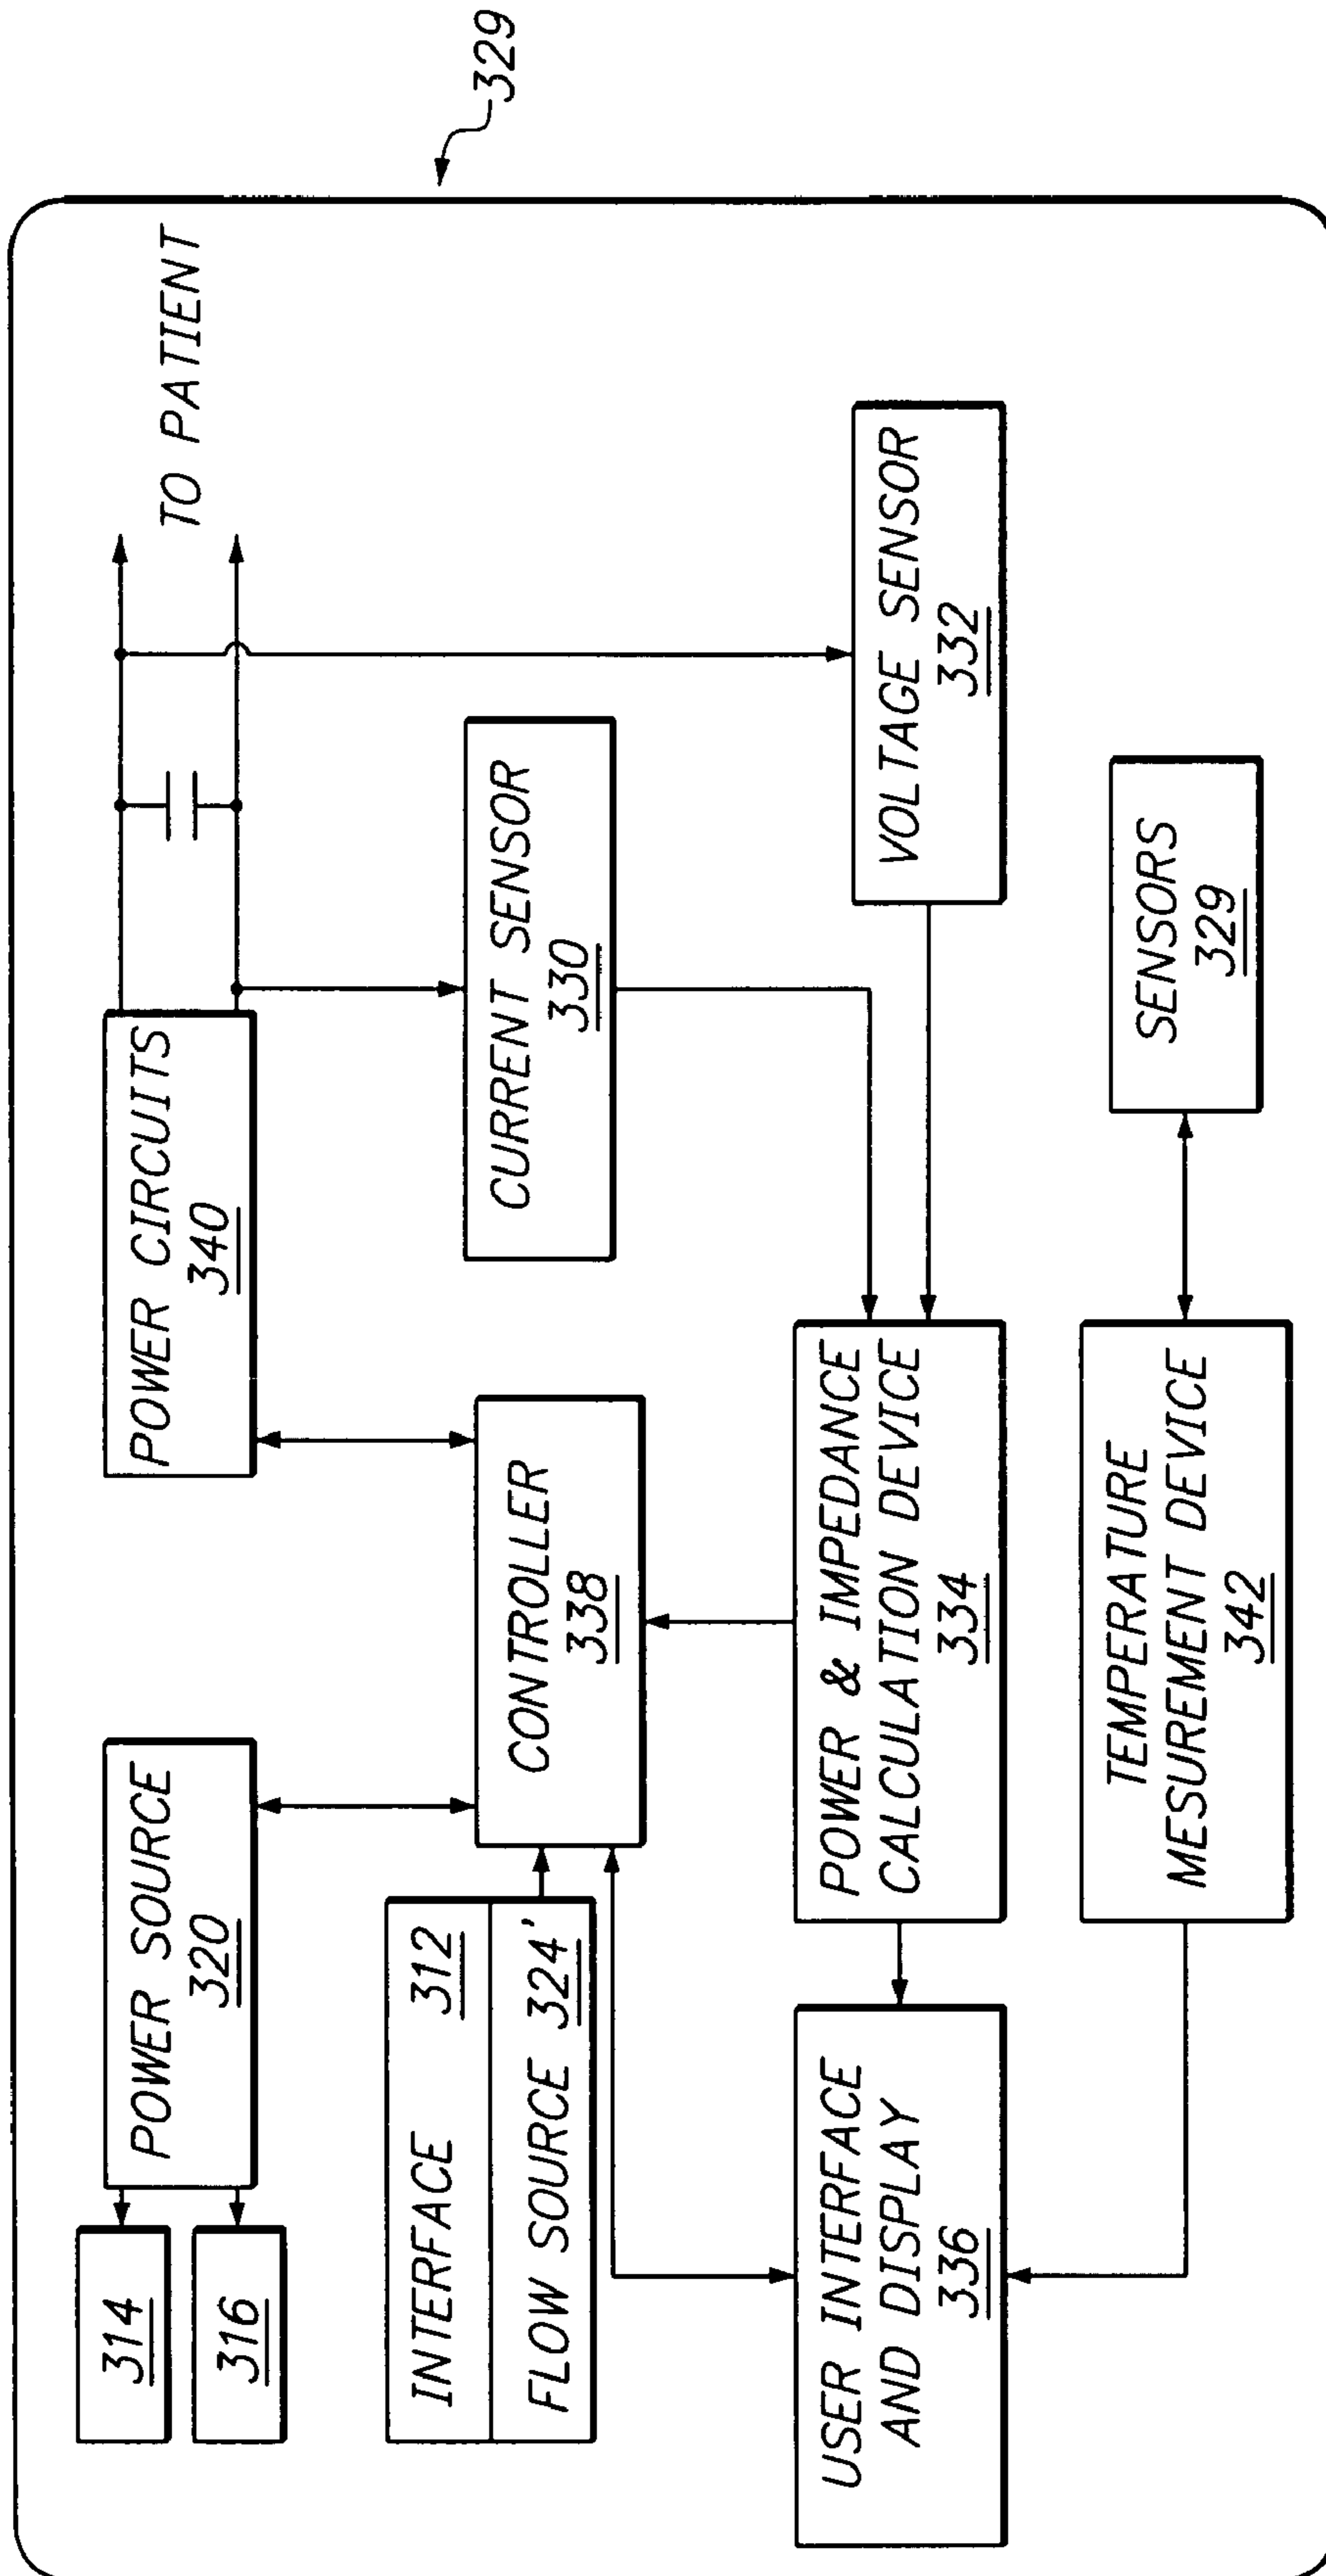 329
314
316
POWER SOURCE
320
POWER CIRCUITS
340
TO PATIENT
INTERFACE 312
FLOW SOURCE 324'
CONTROLLER
338
CURRENT SENSOR
330
USER INTERFACE
AND DISPLAY
336
POWER & IMPEDANCE
CALCULATION DEVICE
334
VOLTAGE SENSOR
332
TEMPERATURE
MESUREMENT DEVICE
342
SENSORS
329